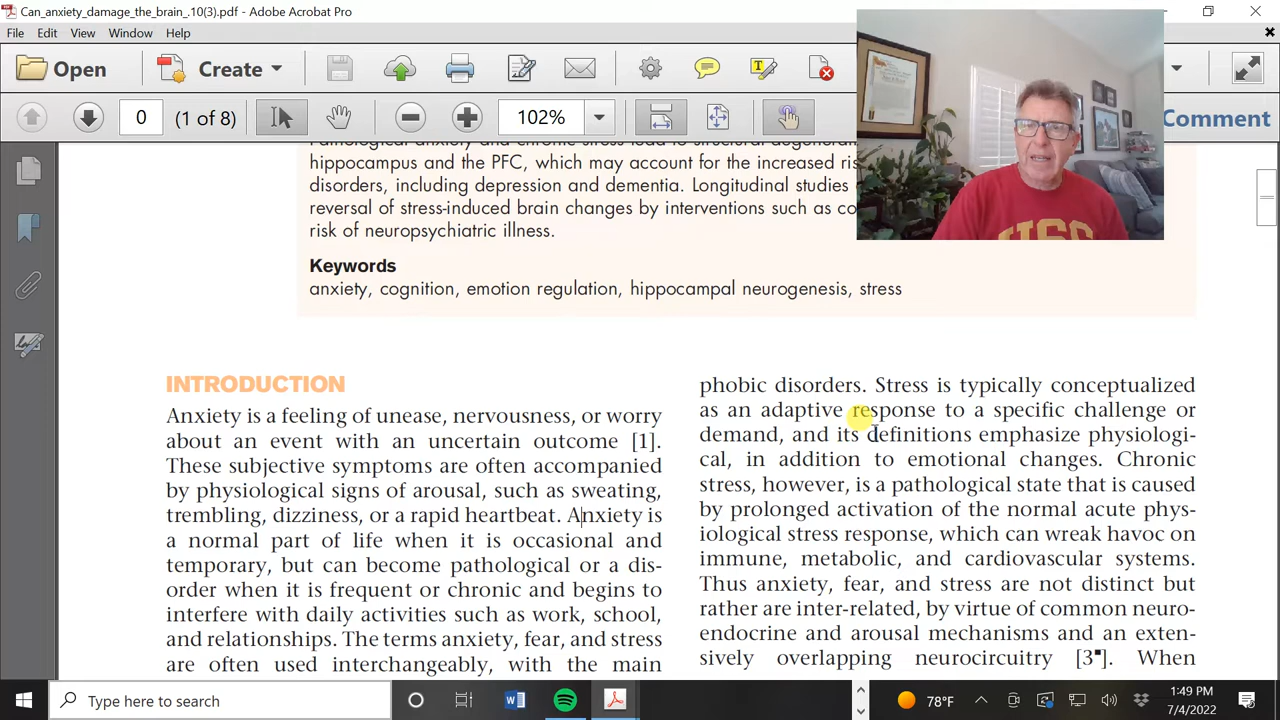 Can_anxiety_damage_the_brain_.10(3).pdf - Adobe Acrobat Pro
File Edit View Window Help
Open Create
0 (1 of 8) 102% Comment
hippocampus and the PFC, which may account for the increased
disorders, including depression and dementia. Longitudinal studies
reversal of stress-induced brain changes by interventions such as
risk of neuropsychiatric illness.
Keywords
anxiety, cognition, emotion regulation, hippocampal neurogenesis, stress
INTRODUCTION
Anxiety is a feeling of unease, nervousness, or worry
about an event with an uncertain outcome [1].
These subjective symptoms are often accompanied
by physiological signs of arousal, such as sweating,
trembling, dizziness, or a rapid heartbeat. Anxiety is
a normal part of life when it is occasional and
temporary, but can become pathological or a dis-
order when it is frequent or chronic and begins to
interfere with daily activities such as work, school,
and relationships. The terms anxiety, fear, and stress
are often used interchangeably, with the main
phobic disorders. Stress is typically conceptualized
as an adaptive response to a specific challenge or
demand, and its definitions emphasize physiologi-
cal, in addition to emotional changes. Chronic
stress, however, is a pathological state that is caused
by prolonged activation of the normal acute phys-
iological stress response, which can wreak havoc on
immune, metabolic, and cardiovascular systems.
Thus anxiety, fear, and stress are not distinct but
rather are inter-related, by virtue of common neuro-
endocrine and arousal mechanisms and an exten-
sively overlapping neurocircuitry [3■]. When
Type here to search
78°F
1:49 PM
7/4/2022